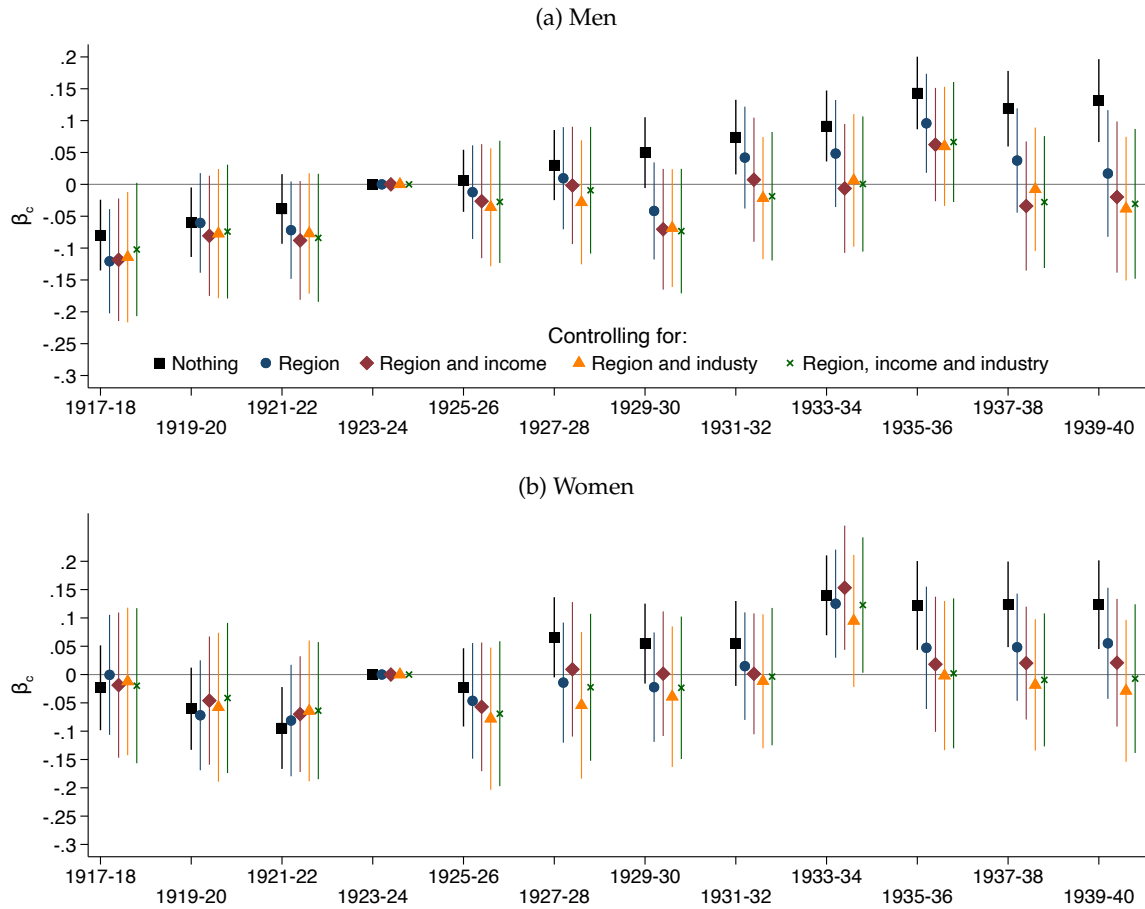 (a) Men
.2
.15
.1
.05
0
-.05
-.1
-.15
-.2
-.25
-.3
βc
Controlling for:
Nothing Region Region and income Region and industy Region, income and industry
1917-18 1921-22 1925-26 1929-30 1933-34 1937-38
1919-20 1923-24 1927-28 1931-32 1935-36 1939-40
(b) Women
.2
.15
.1
.05
0
-.05
-.1
-.15
-.2
-.25
-.3
βc
1917-18 1921-22 1925-26 1929-30 1933-34 1937-38
1919-20 1923-24 1927-28 1931-32 1935-36 1939-40